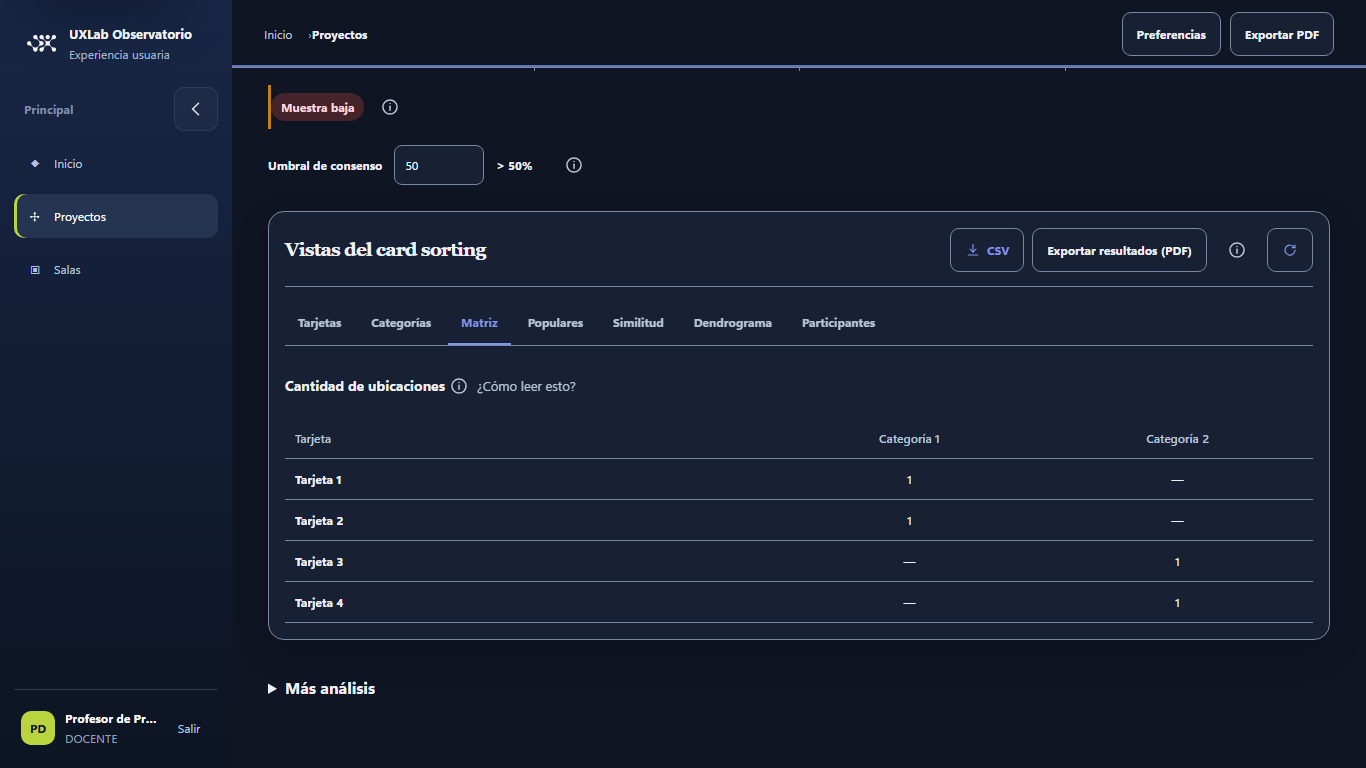 UXLab Observatorio
Experiencia usuaria
Principal
Inicio
Proyectos
Salas
PD
Profesor de Pr...
DOCENTE
Salir
Inicio ›Proyectos
Preferencias
Exportar PDF
Muestra baja
Umbral de consenso 50 > 50%
Vistas del card sorting
CSV
Exportar resultados (PDF)
Tarjetas Categorías Matriz Populares Similitud Dendrograma Participantes
Cantidad de ubicaciones ¿Cómo leer esto?
Tarjeta Categoría 1 Categoría 2
Tarjeta 1 1 —
Tarjeta 2 1 —
Tarjeta 3 — 1
Tarjeta 4 — 1
Más análisis